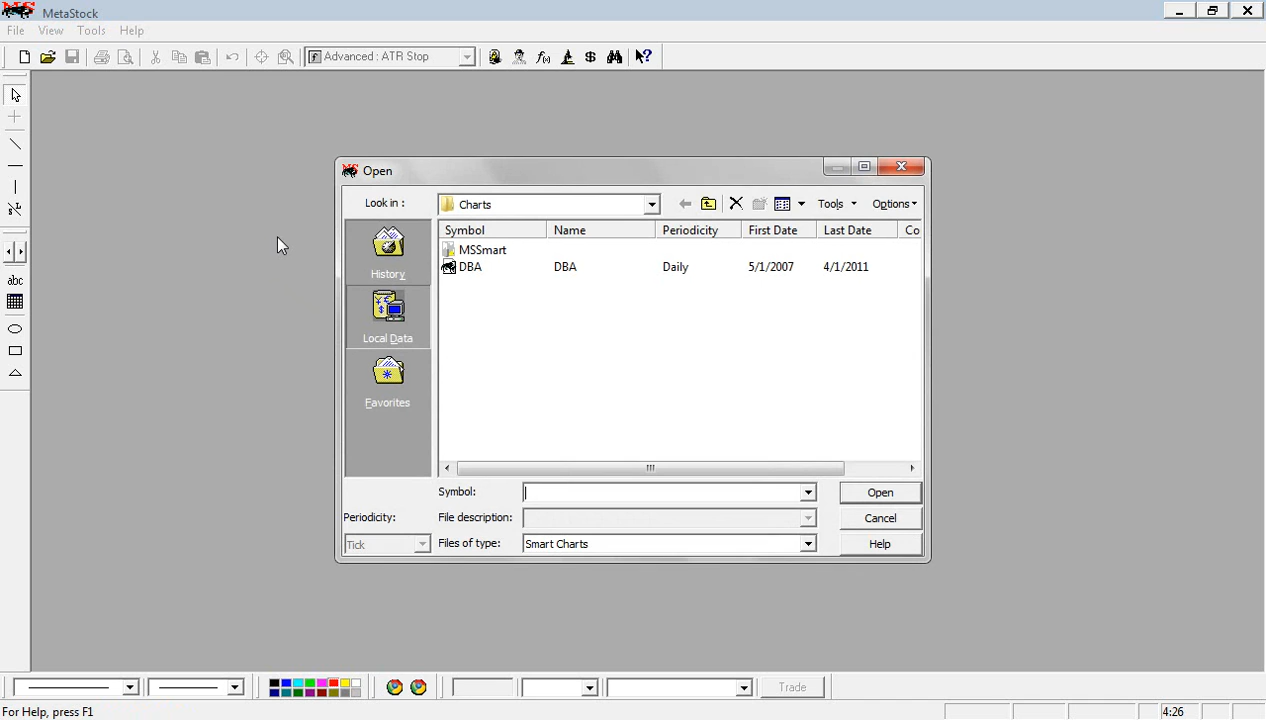 MetaStock
File View Tools Help
Advanced : ATR Stop
Open
Look in : Charts Tools Options
Symbol Name Periodicity First Date Last Date Co
MSSmart
DBA DBA Daily 5/1/2007 4/1/2011
History
Local Data
Favorites
Symbol: Open
Periodicity: File description: Cancel
Tick Files of type: Smart Charts Help
abc
Trade
For Help, press F1 4:26